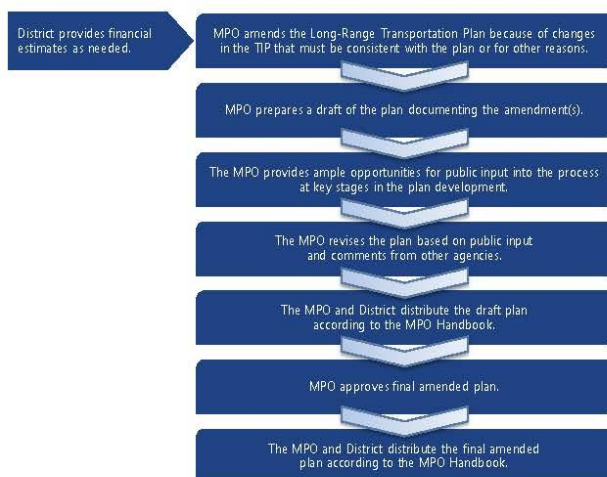 District provides financial
estimates as needed.
MPO amends the Long-Range Transportation Plan because of changes
in the TIP that must be consistent with the plan or for other reasons.
MPO prepares a draft of the plan documenting the amendment(s).
The MPO provides ample opportunities for public input into the process
at key stages in the plan development.
The MPO revises the plan based on public input
and comments from other agencies.
The MPO and District distribute the draft plan
according to the MPO Handbook.
MPO approves final amended plan.
The MPO and District distribute the final amended
plan according to the MPO Handbook.